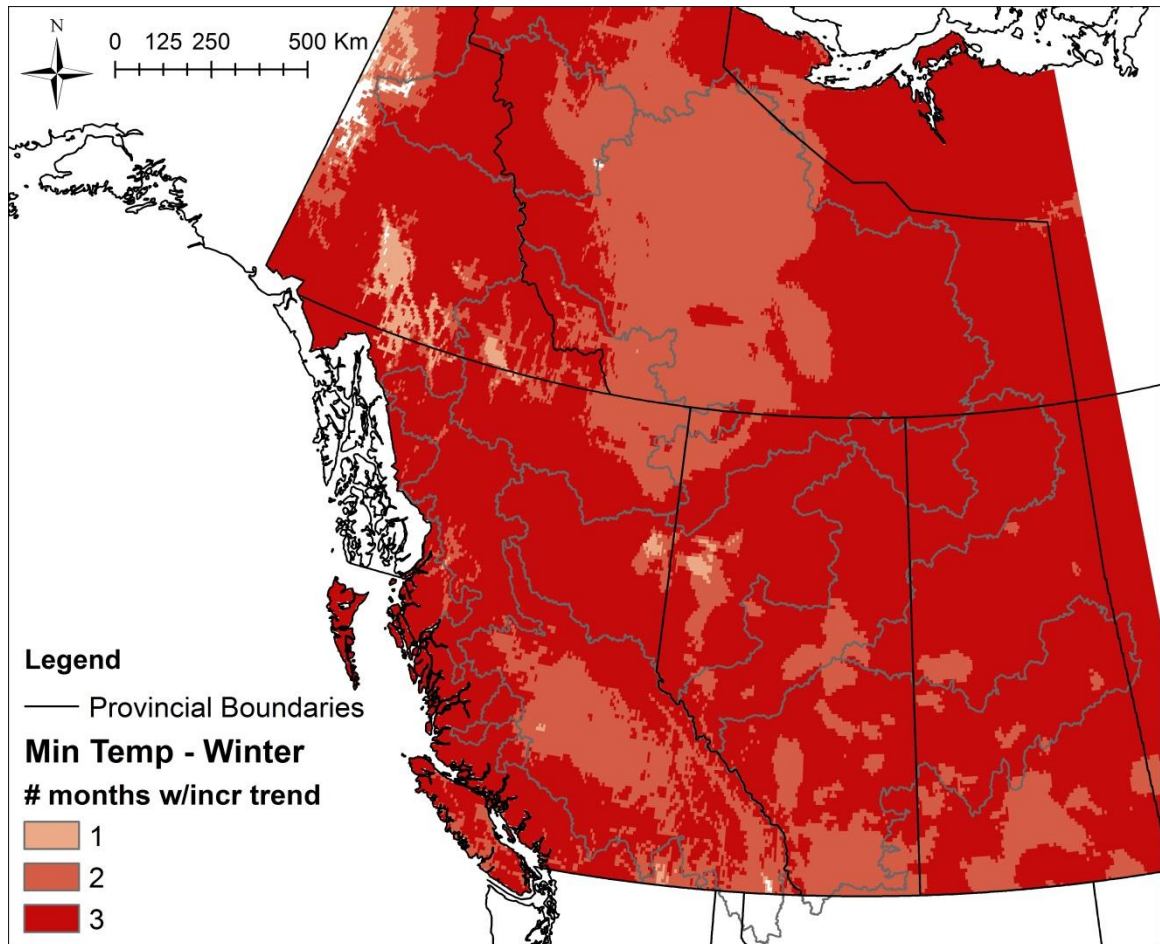 N
0 125 250 500 Km
Legend
Provincial Boundaries
Min Temp - Winter
# months w/incr trend
1
2
3